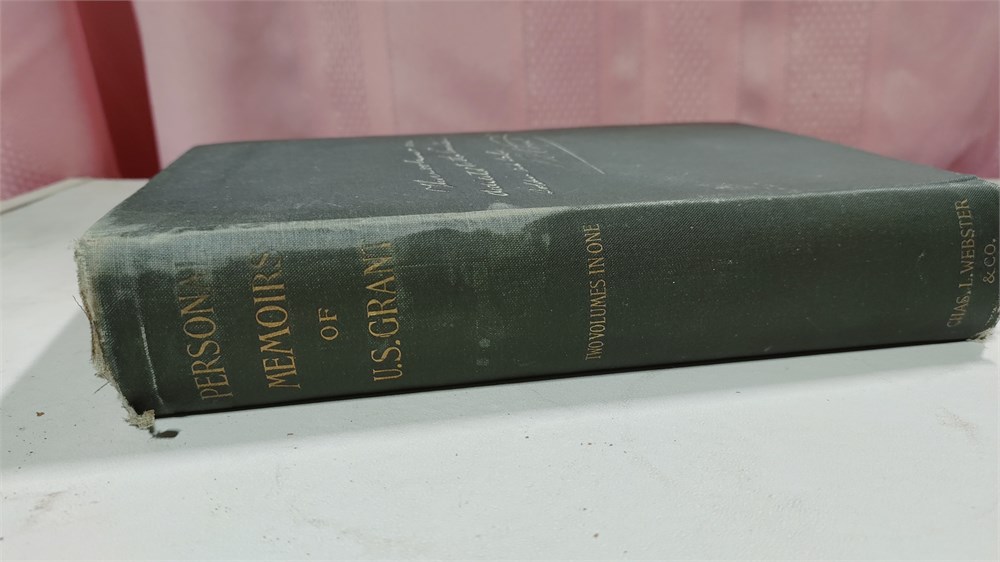 PERSONAL
MEMOIRS
OF
U.S. GRANT
TWO VOLUMES IN ONE
CHAS. L. WEBSTER
& CO.